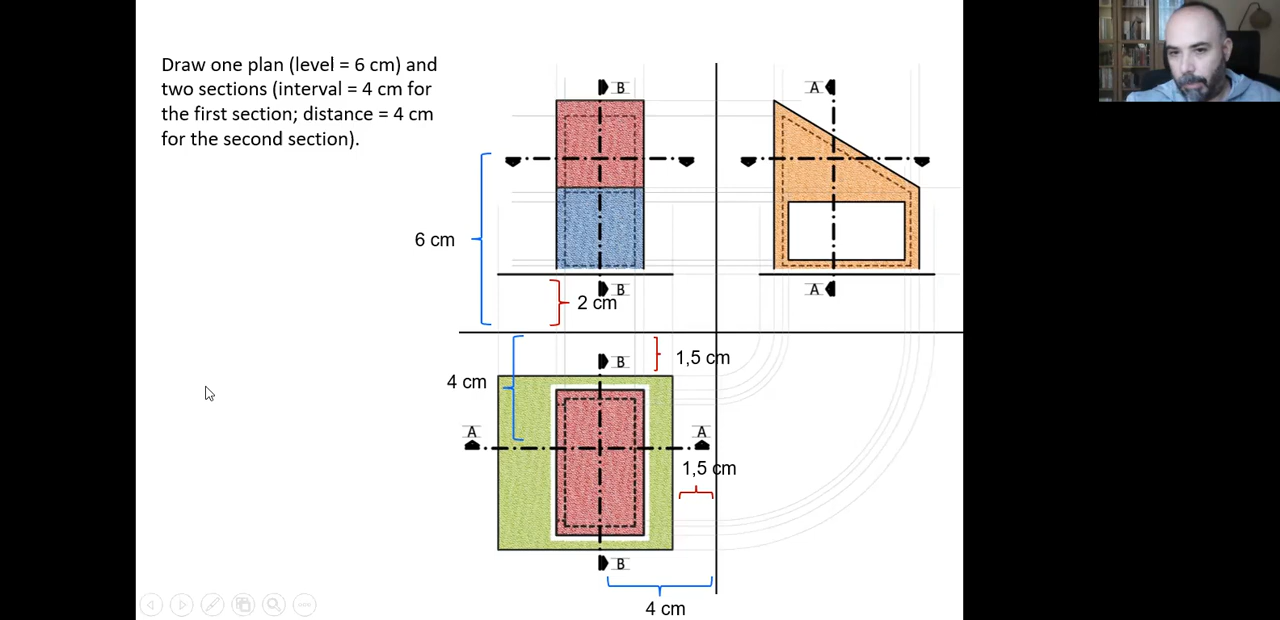 Draw one plan (level = 6 cm) and
two sections (interval = 4 cm for
the first section; distance = 4 cm
for the second section).
B
A
6 cm
B
A
2 cm
B
1,5 cm
4 cm
A
A
1,5 cm
B
4 cm